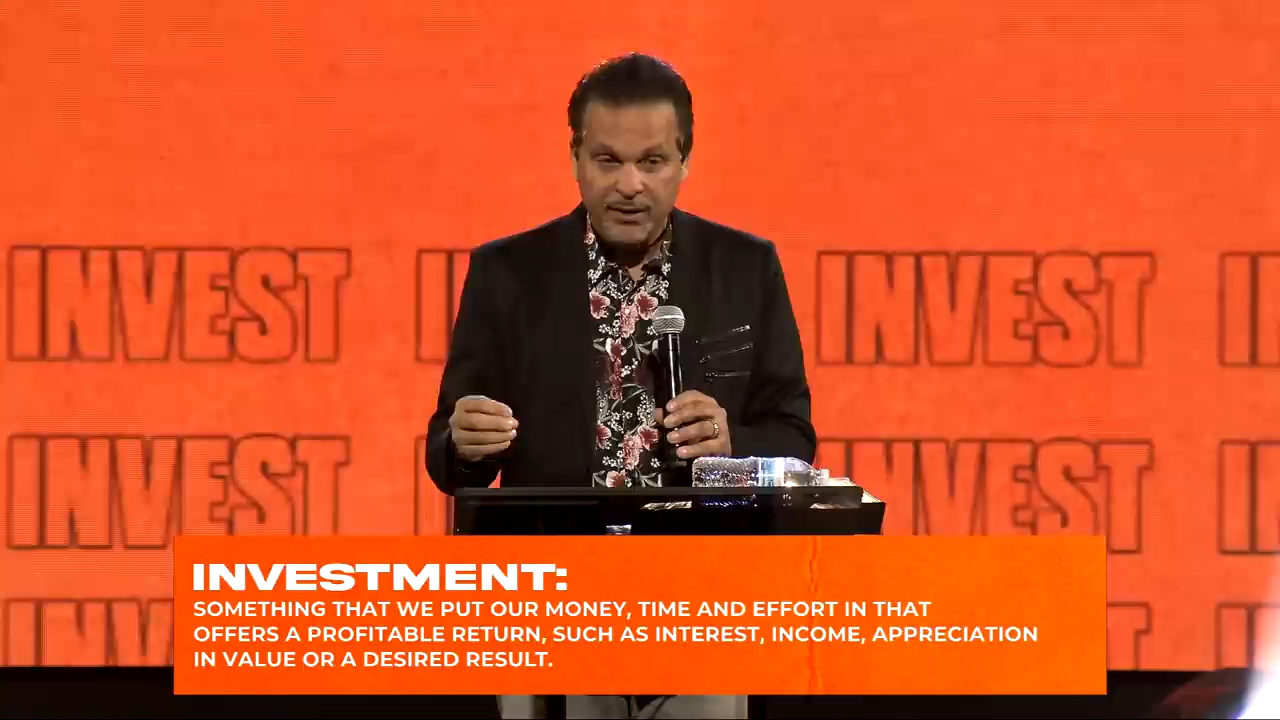 INVEST
INVEST
INVEST
INVEST
INVESTMENT:
SOMETHING THAT WE PUT OUR MONEY, TIME AND EFFORT IN THAT
OFFERS A PROFITABLE RETURN, SUCH AS INTEREST, INCOME, APPRECIATION
IN VALUE OR A DESIRED RESULT.